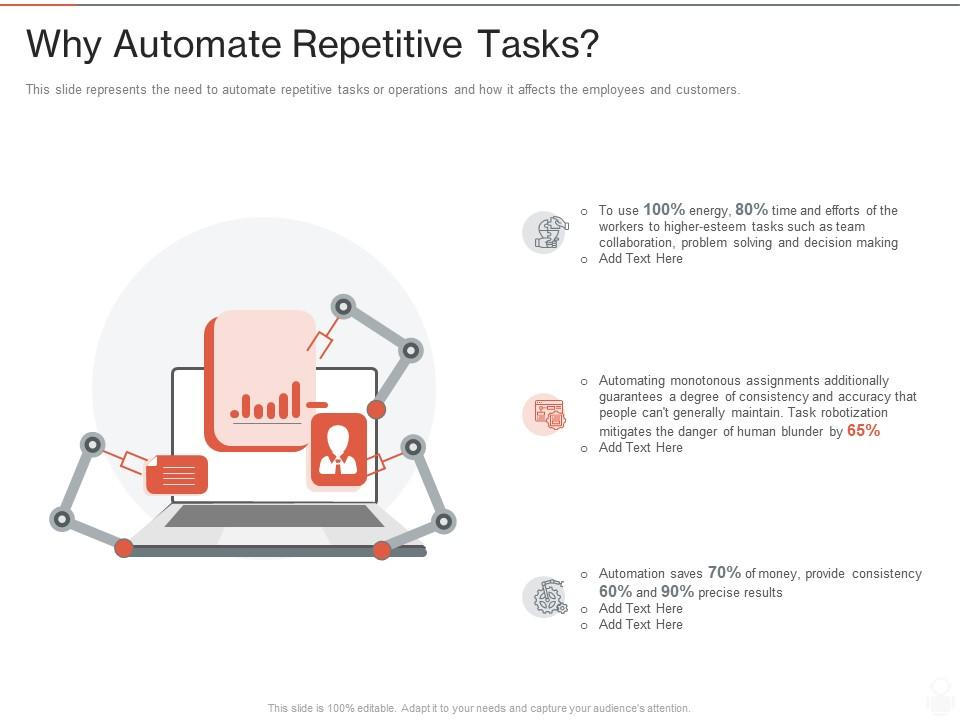 Why Automate Repetitive Tasks?
This slide represents the need to automate repetitive tasks or operations and how it affects the employees and customers.
o To use 100% energy, 80% time and efforts of the
workers to higher-esteem tasks such as team
collaboration, problem solving and decision making
o Add Text Here
o Automating monotonous assignments additionally
guarantees a degree of consistency and accuracy that
people can't generally maintain. Task robotization
mitigates the danger of human blunder by 65%
o Add Text Here
o Automation saves 70% of money, provide consistency
60% and 90% precise results
o Add Text Here
o Add Text Here
This slide is 100% editable. Adapt it to your needs and capture your audience's attention.